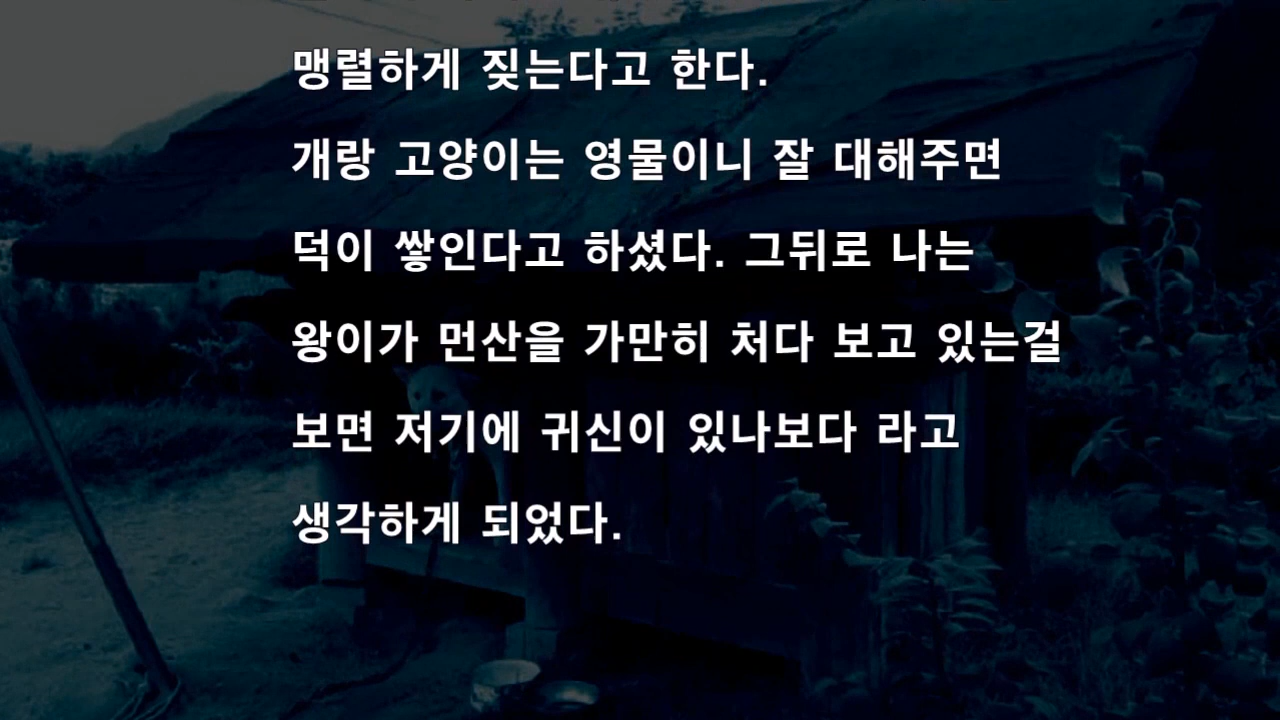 맹렬하게 짖는다고 한다.
개랑 고양이는 영물이니 잘 대해주면
덕이 쌓인다고 하셨다. 그뒤로 나는
왕이가 먼산을 가만히 처다 보고 있는걸
보면 저기에 귀신이 있나보다 라고
생각하게 되었다.